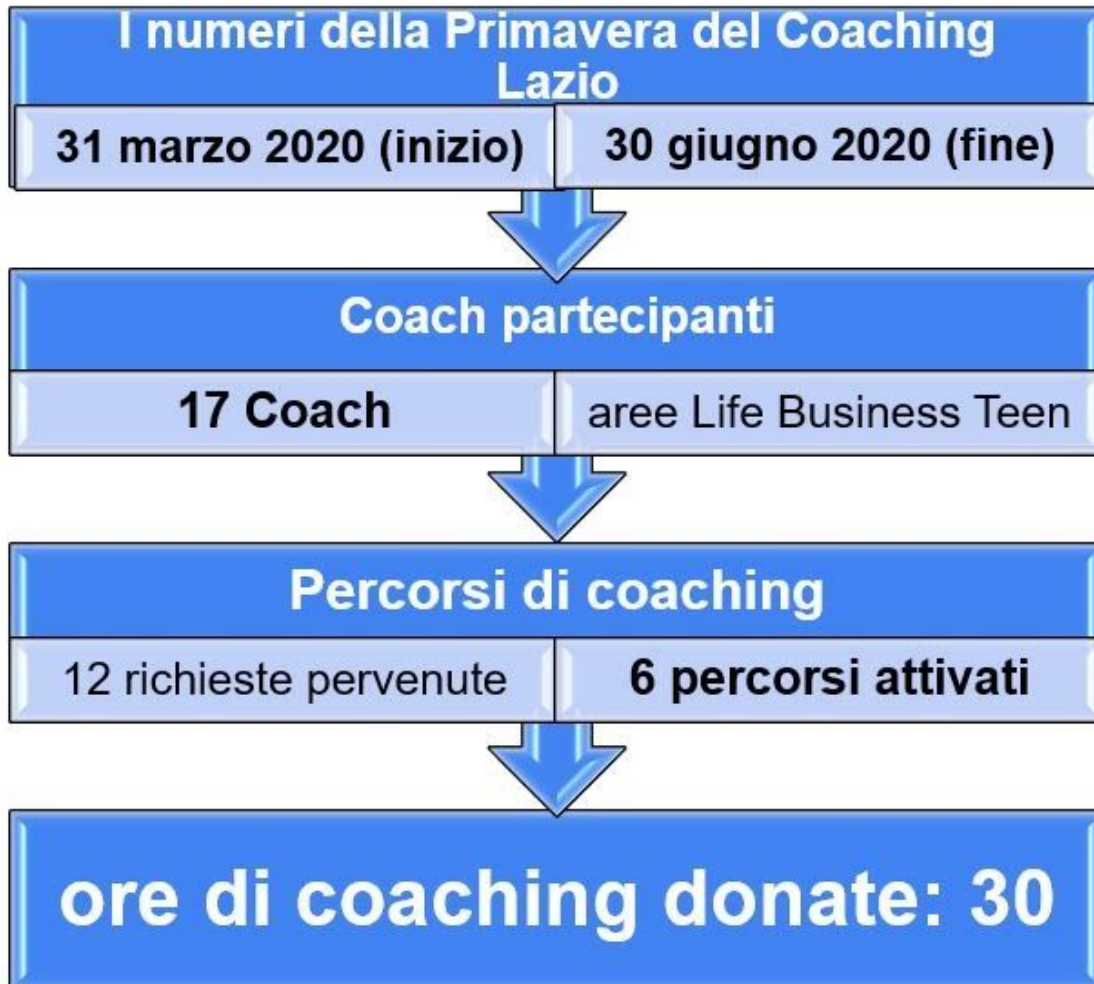 I numeri della Primavera del Coaching
Lazio
31 marzo 2020 (inizio)
30 giugno 2020 (fine)
Coach partecipanti
17 Coach
aree Life Business Teen
Percorsi di coaching
12 richieste pervenute
6 percorsi attivati
ore di coaching donate: 30